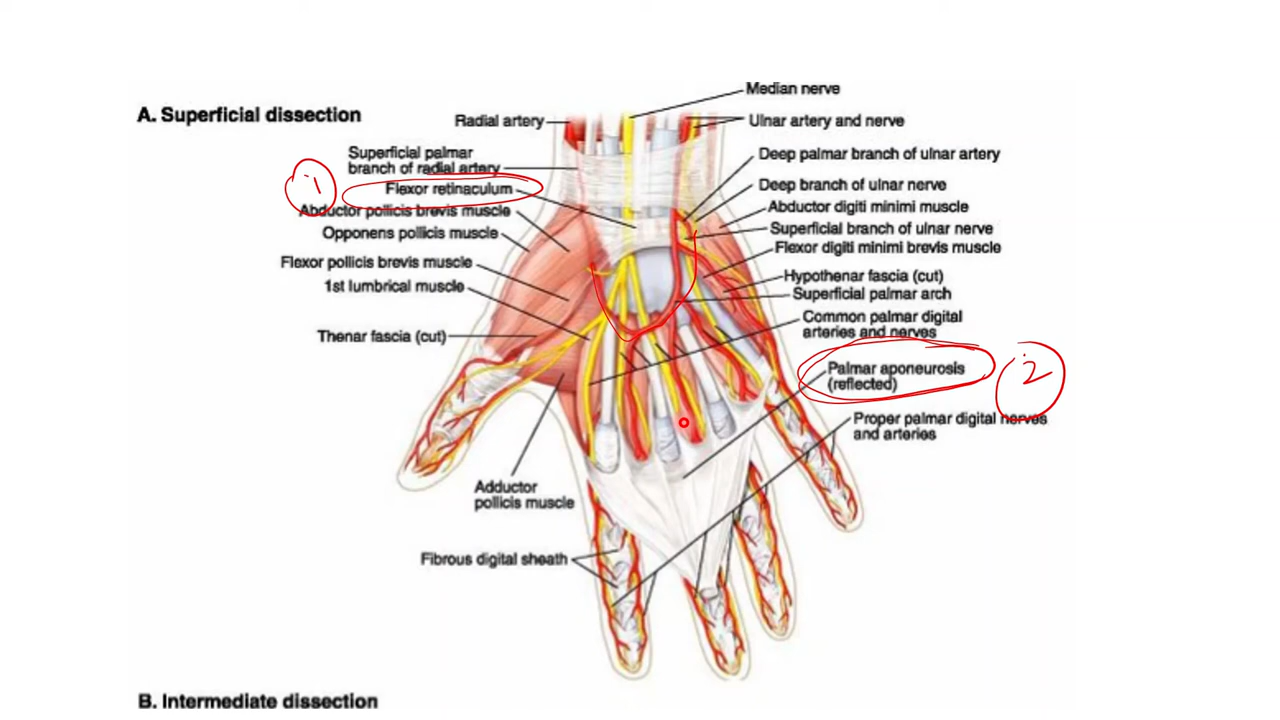 Median nerve
A. Superficial dissection
Radial artery
Ulnar artery and nerve
Superficial palmar
branch of radial artery
Deep palmar branch of ulnar artery
1
Flexor retinaculum
Deep branch of ulnar nerve
Abductor pollicis brevis muscle
Abductor digiti minimi muscle
Opponens pollicis muscle
Superficial branch of ulnar nerve
Flexor digiti minimi brevis muscle
Flexor pollicis brevis muscle
Hypothenar fascia (cut)
1st lumbrical muscle
Superficial palmar arch
Common palmar digital
arteries and nerves
Thenar fascia (cut)
Palmar aponeurosis
(reflected)
2
Proper palmar digital nerves
and arteries
Adductor
pollicis muscle
Fibrous digital sheath
B. Intermediate dissection